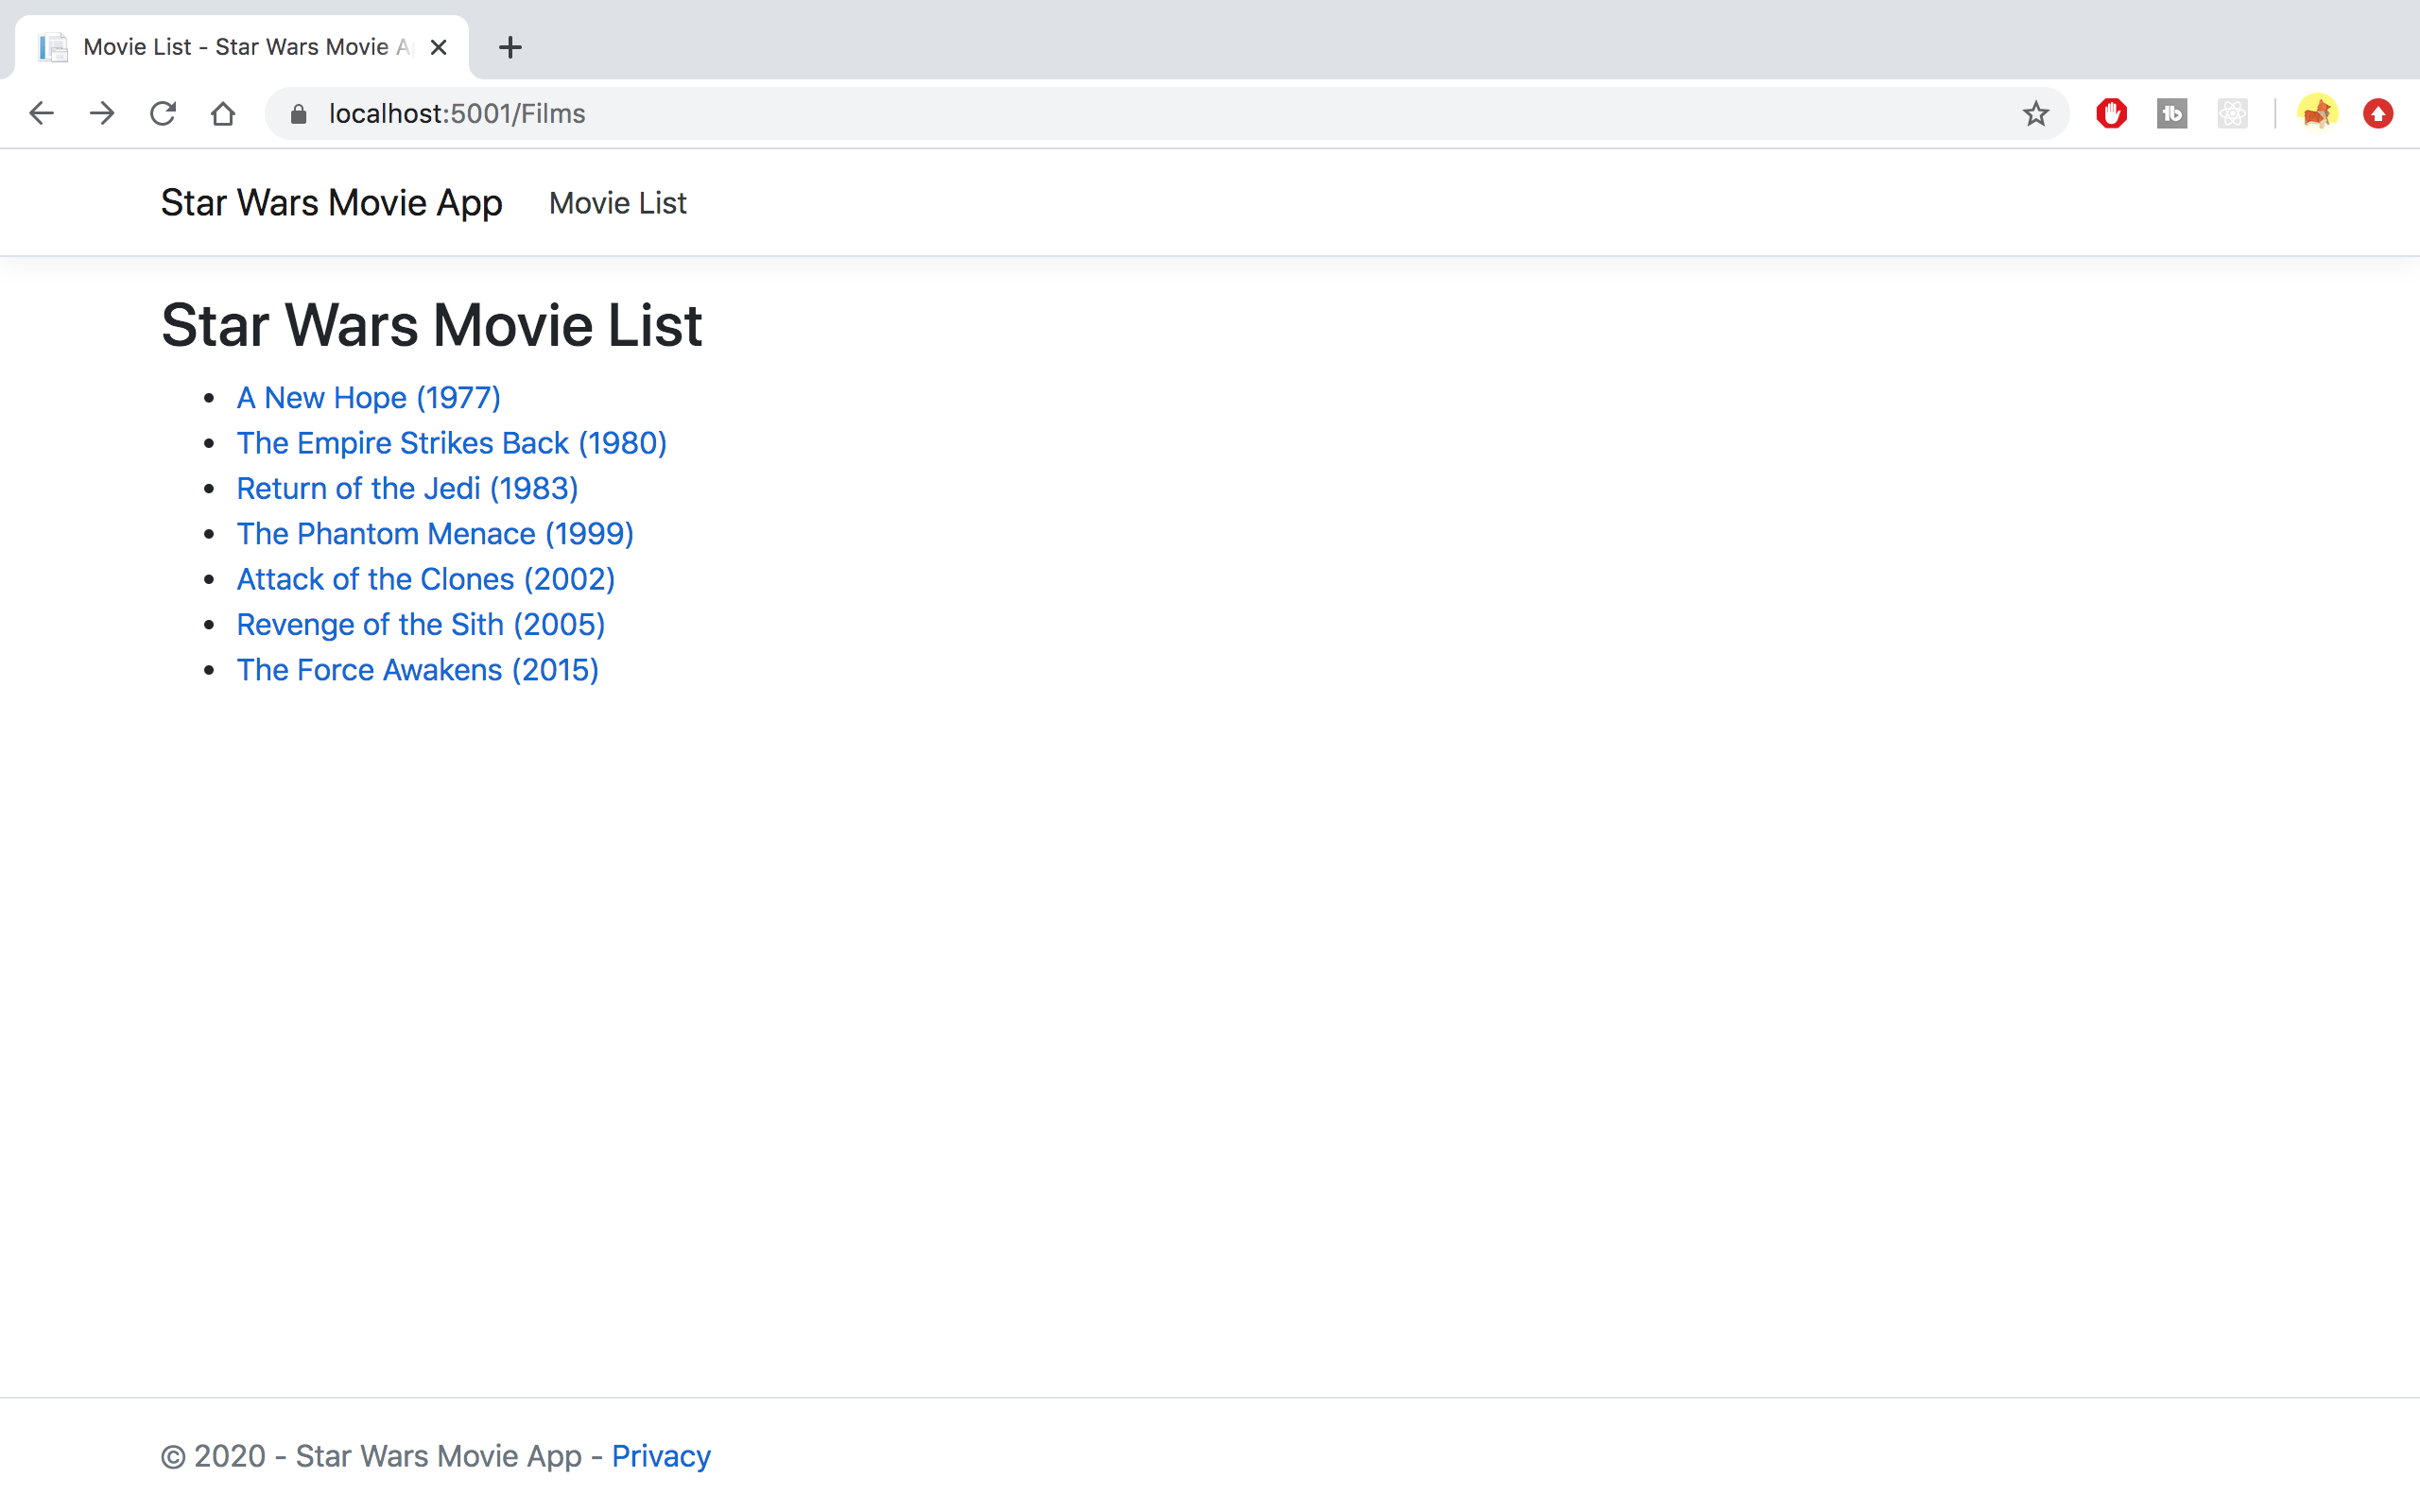 Movie List - Star Wars Movie A
localhost:5001/Films
Star Wars Movie App Movie List
Star Wars Movie List
A New Hope (1977)
The Empire Strikes Back (1980)
Return of the Jedi (1983)
The Phantom Menace (1999)
Attack of the Clones (2002)
Revenge of the Sith (2005)
The Force Awakens (2015)
© 2020 - Star Wars Movie App - Privacy